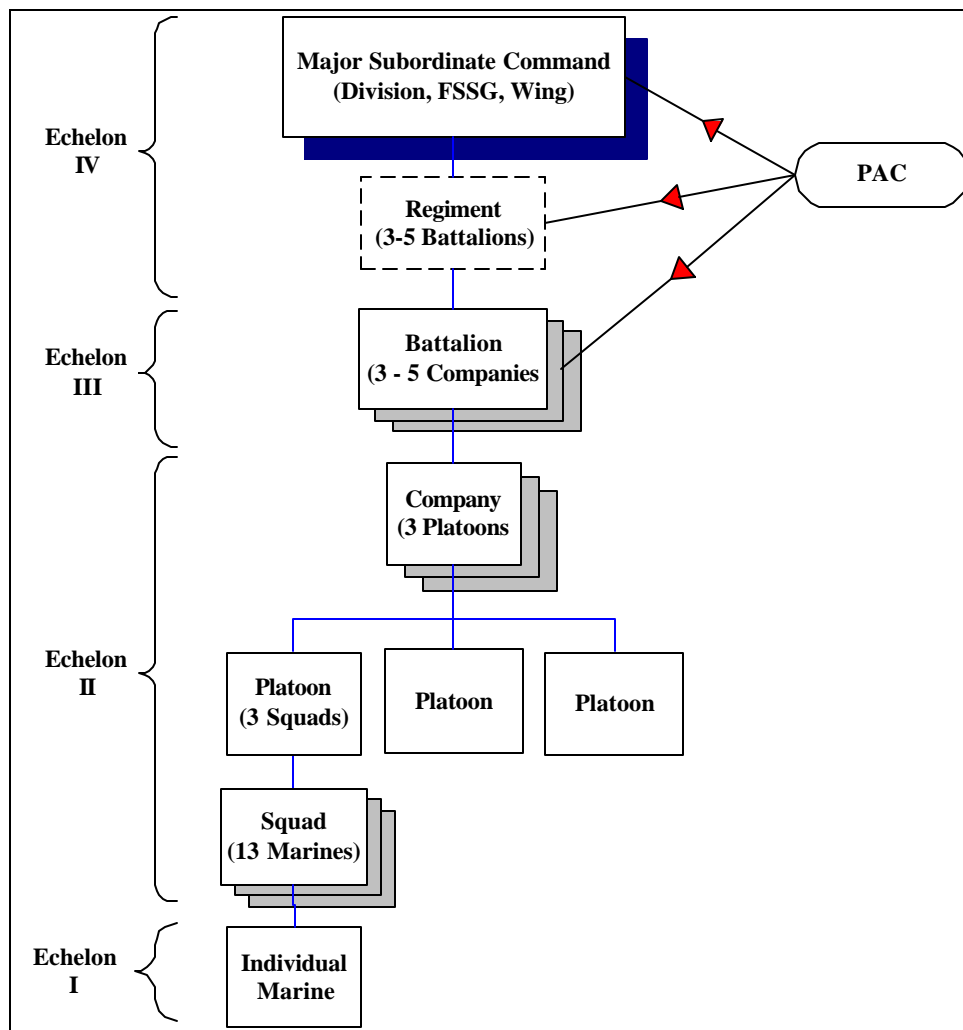 Major Subordinate Command
(Division, FSSG, Wing)
Echelon
IV
PAC
Regiment
(3-5 Battalions)
Battalion
(3 - 5 Companies
Echelon
III
Company
(3 Platoons
Echelon
II
Platoon
(3 Squads)
Platoon
Platoon
Squad
(13 Marines)
Echelon
I
Individual
Marine